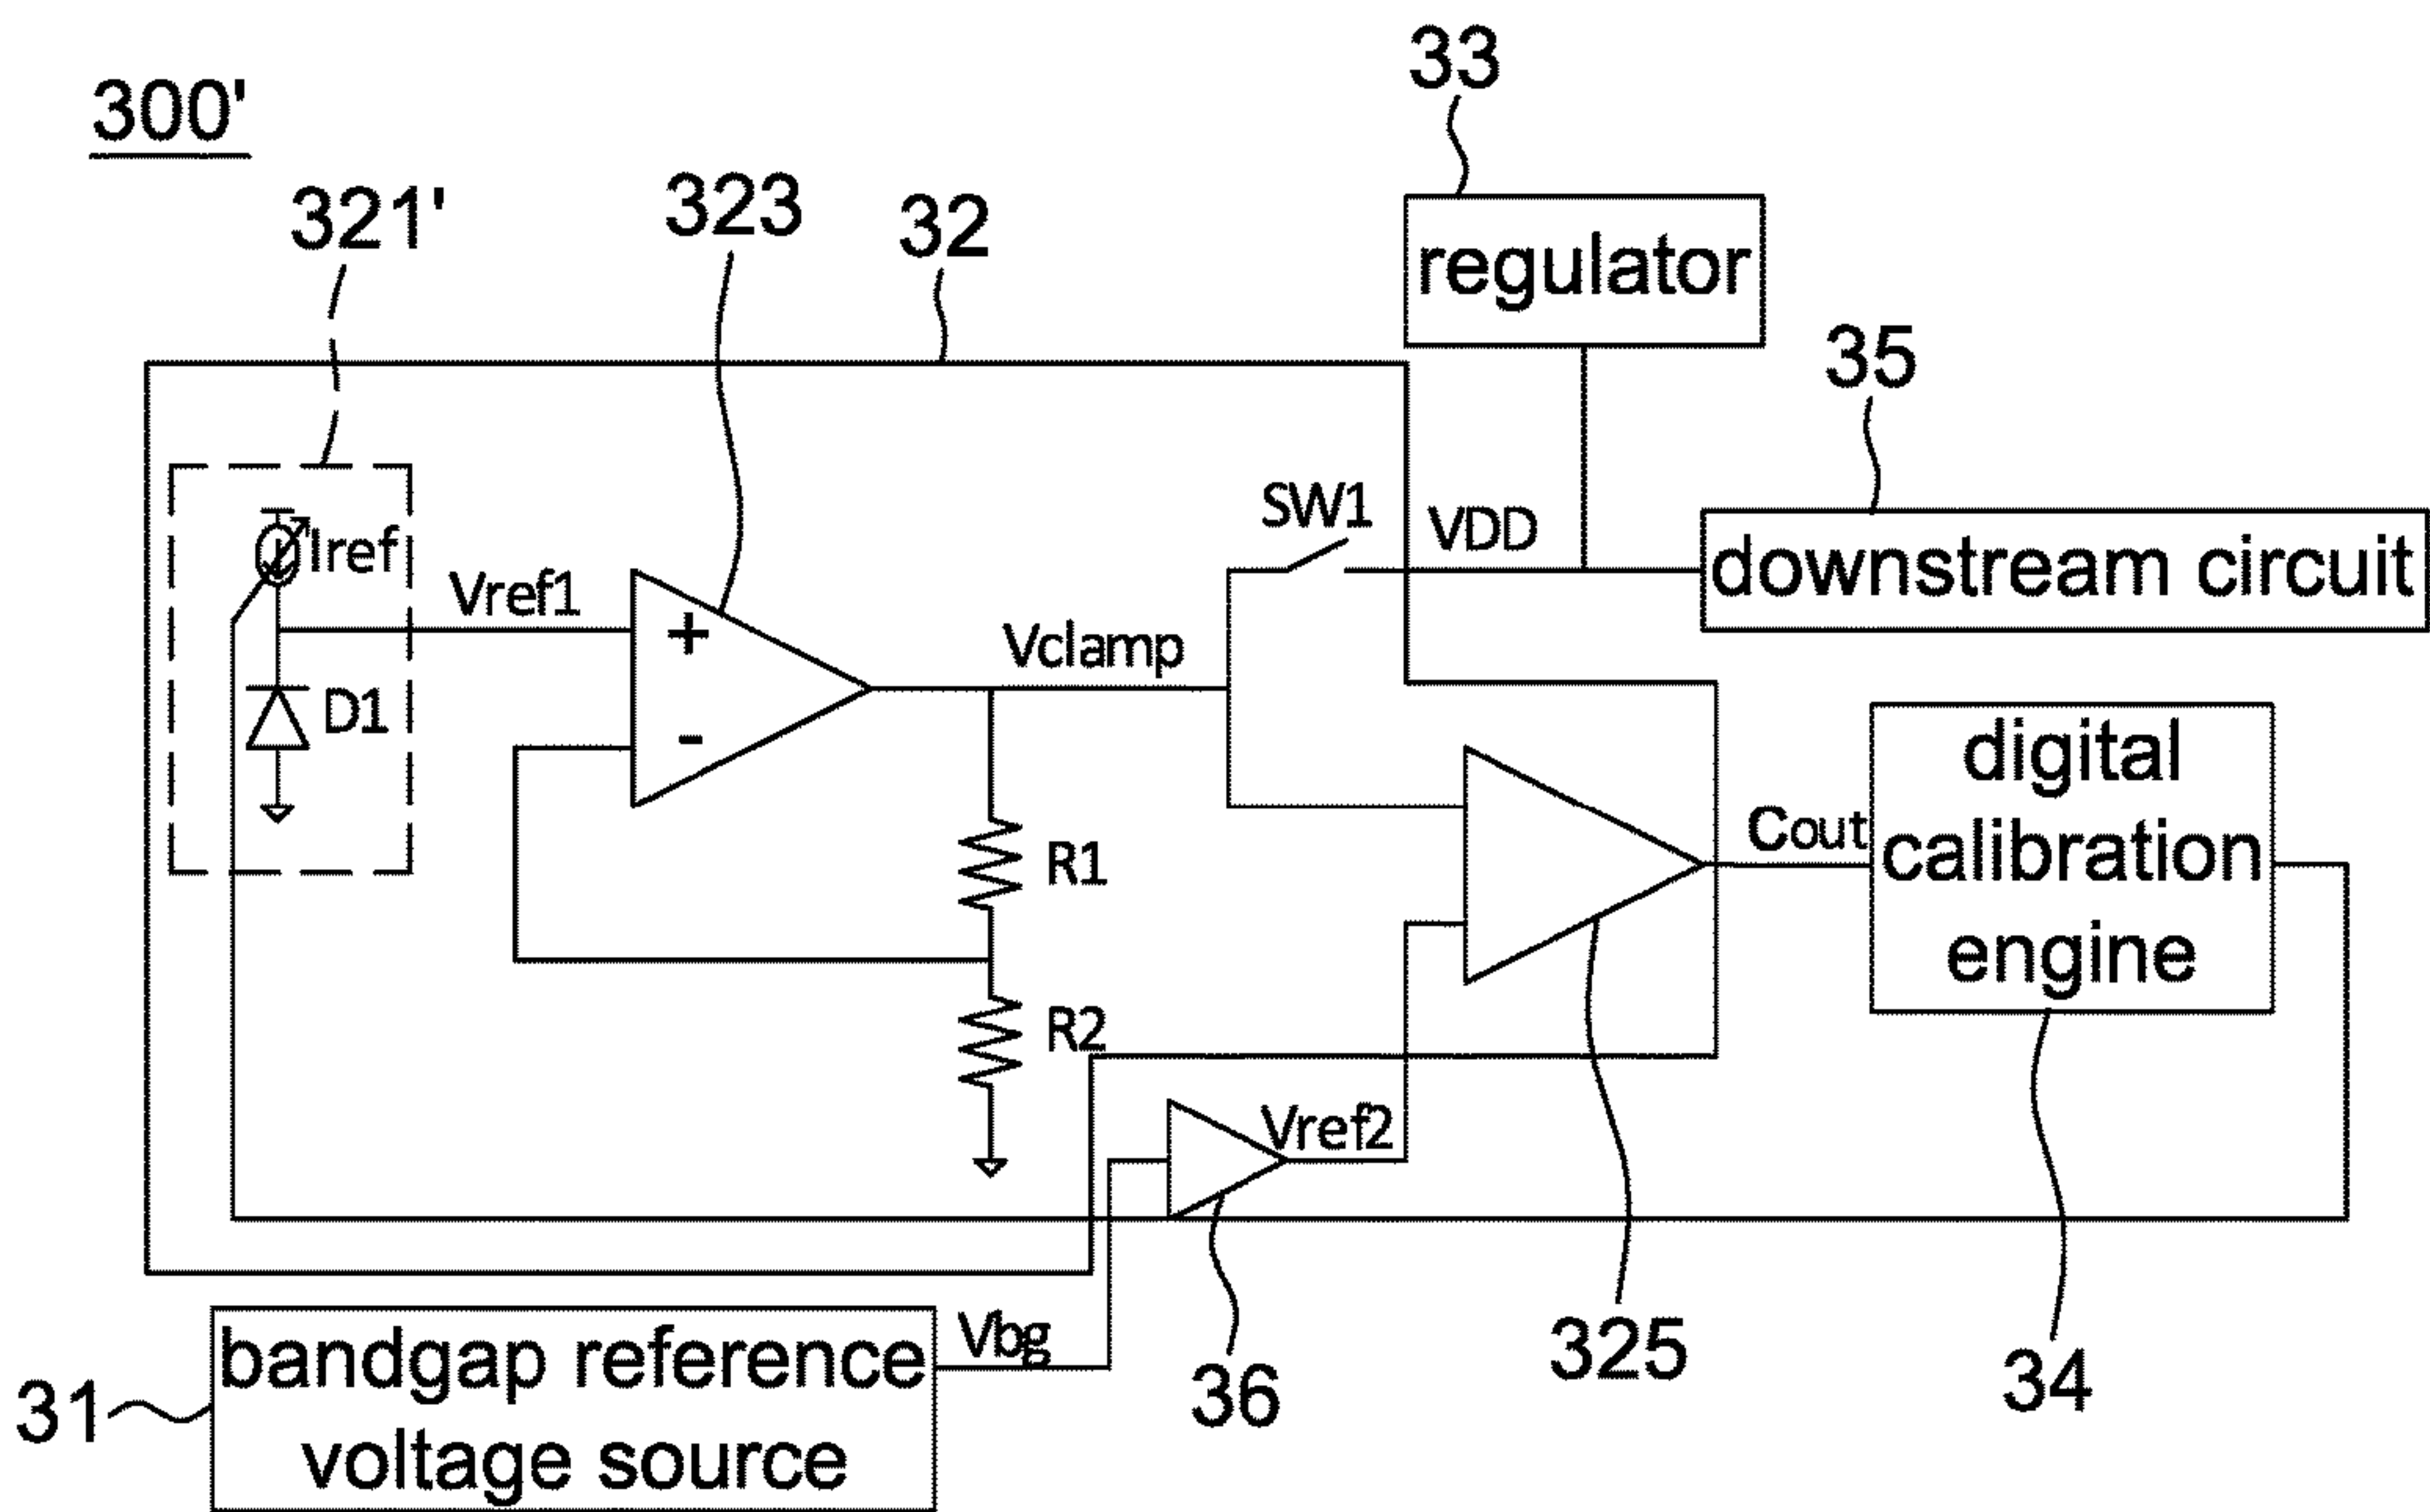 33
300'
321'
323
32
regulator
35
SW1
VDD
Iref
Vref1
downstream circuit
+
Vclamp
D1
-
digital
calibration
engine
Cout
R1
R2
Vref2
bandgap reference
voltage source
Vbg
31
36
325
34